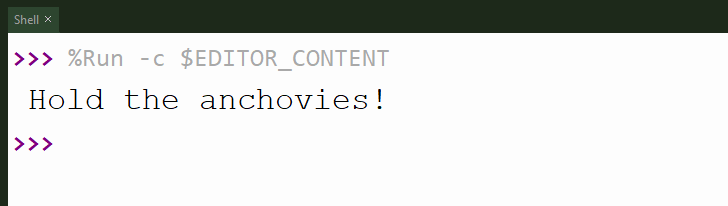 Shell ×
>>> %Run -c $EDITOR_CONTENT
Hold the anchovies!
>>>